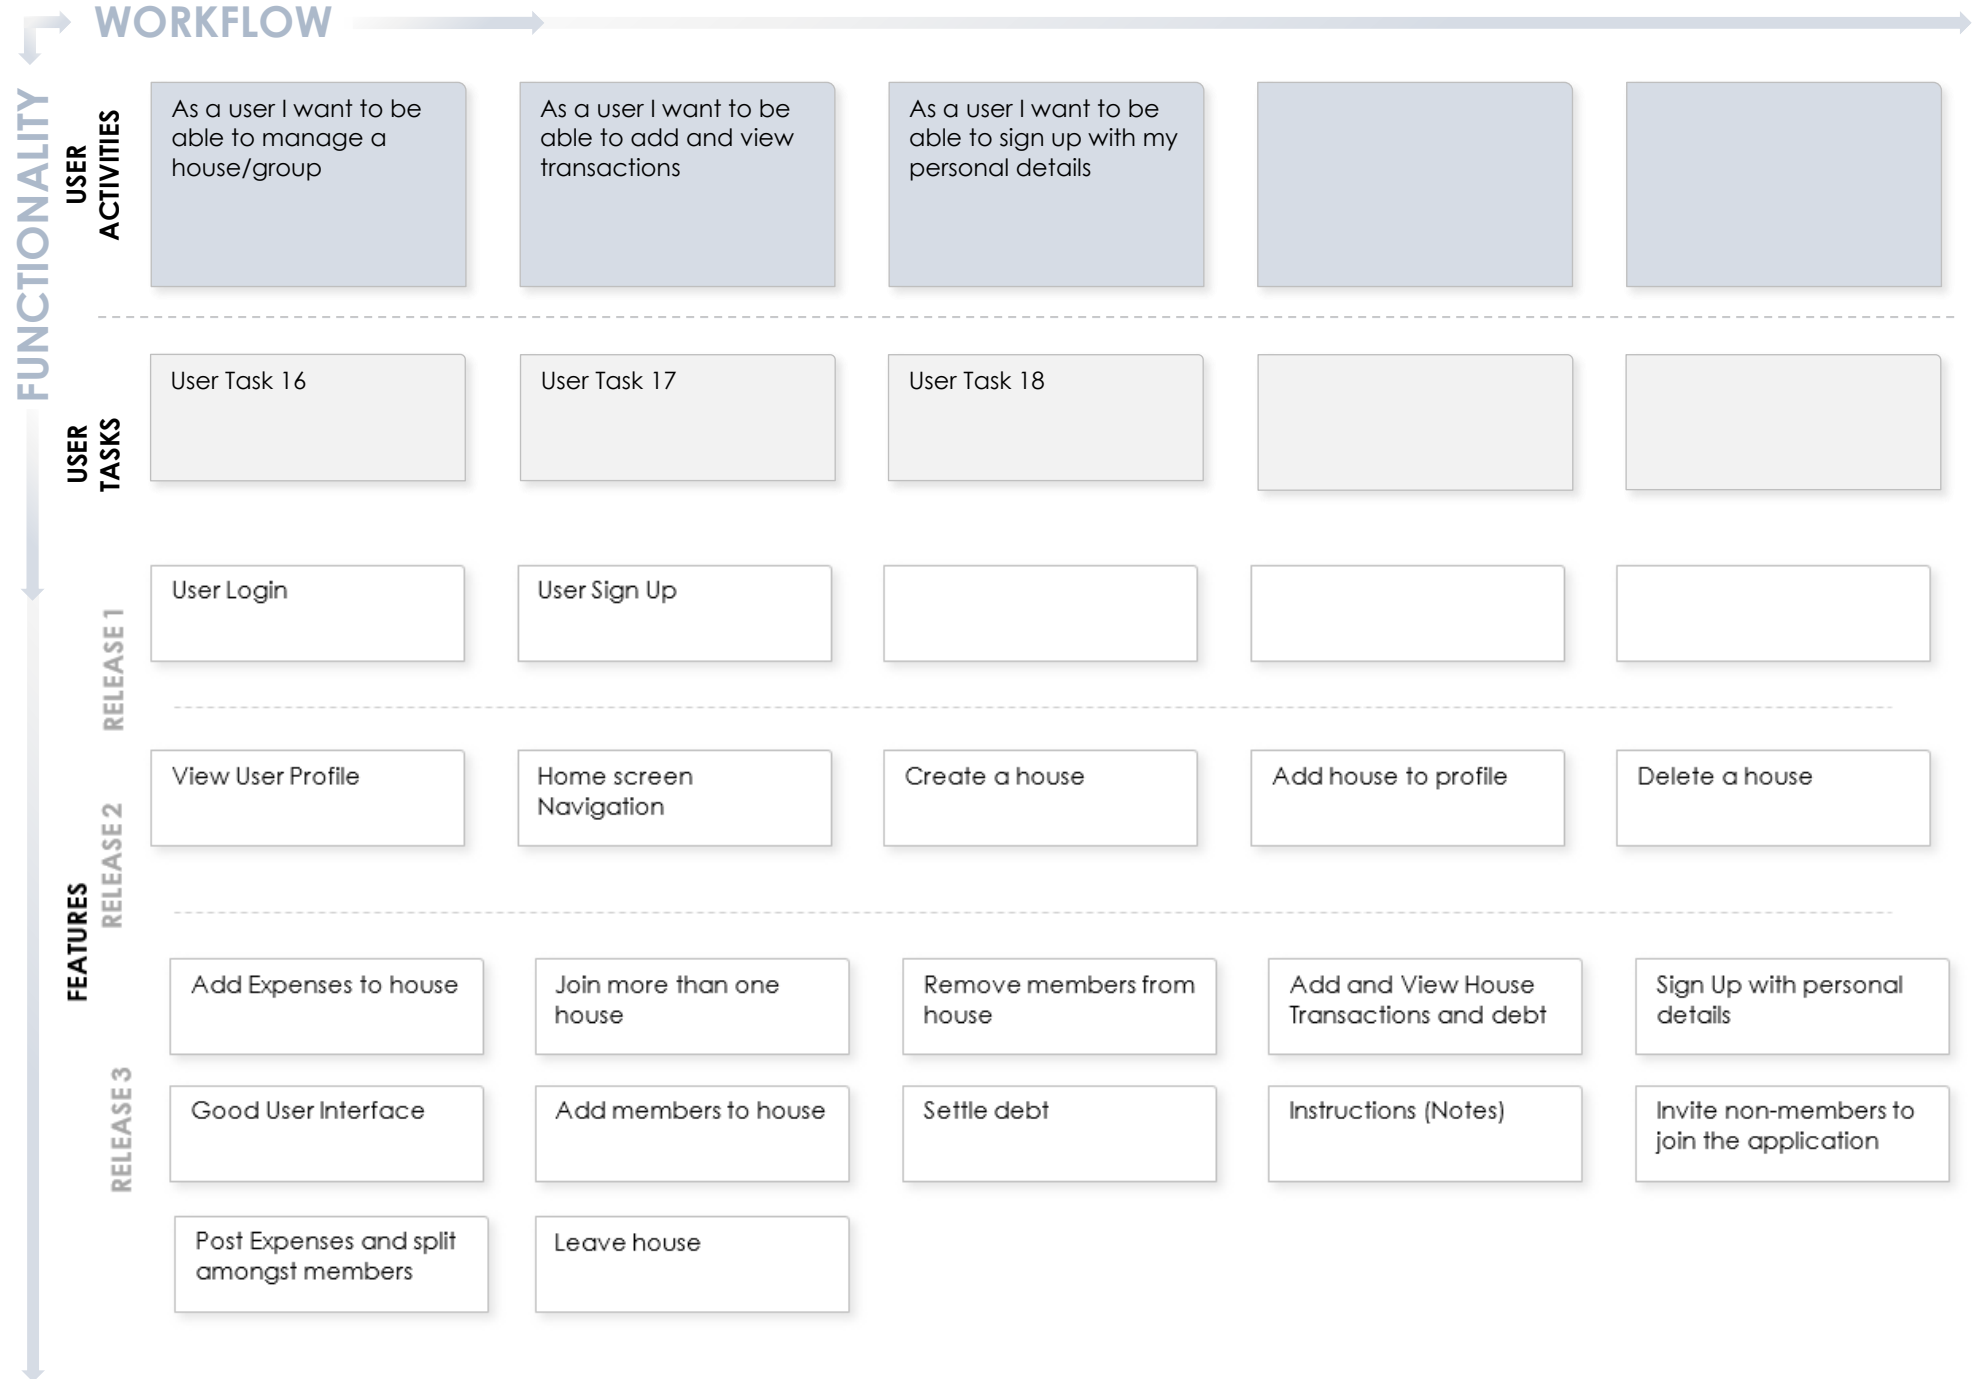 WORKFLOW
FUNCTIONALITY
USER
ACTIVITIES
As a user I want to be
able to manage a
house/group
As a user I want to be
able to add and view
transactions
As a user I want to be
able to sign up with my
personal details
USER
TASKS
User Task 16
User Task 17
User Task 18
FEATURES
RELEASE 1
User Login
User Sign Up
RELEASE 2
View User Profile
Home screen
Navigation
Create a house
Add house to profile
Delete a house
RELEASE 3
Add Expenses to house
Join more than one
house
Remove members from
house
Add and View House
Transactions and debt
Sign Up with personal
details
Good User Interface
Add members to house
Settle debt
Instructions (Notes)
Invite non-members to
join the application
Post Expenses and split
amongst members
Leave house